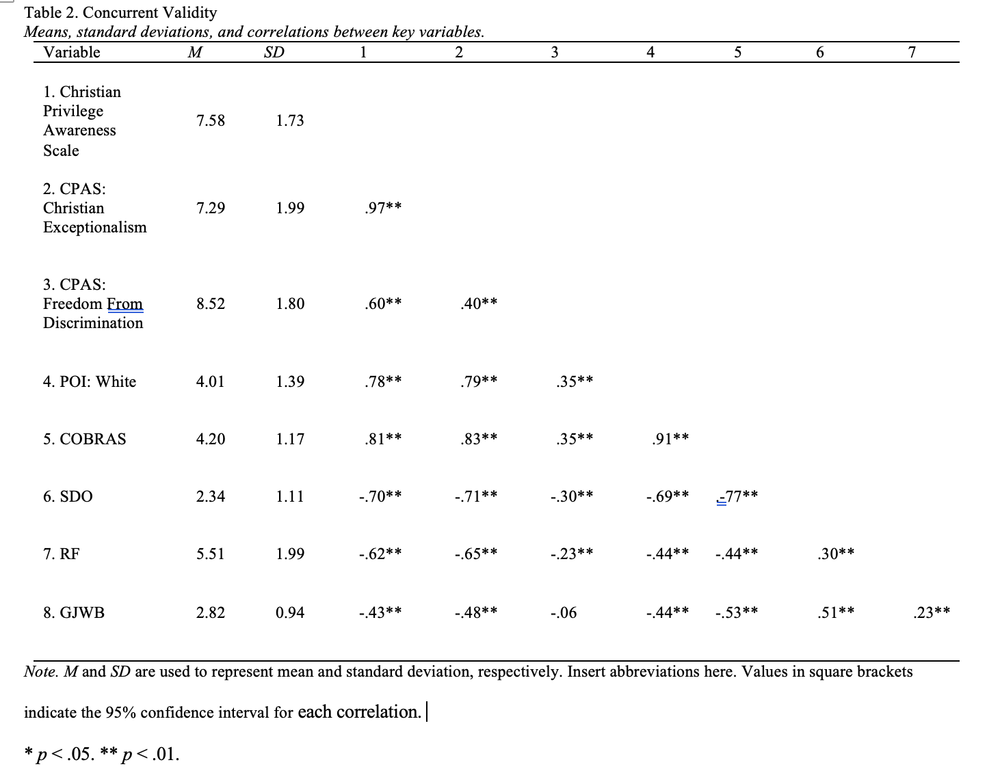 Table 2. Concurrent Validity
Means, standard deviations, and correlations between key variables.
Variable M SD 1 2 3 4 5 6 7
1. Christian
Privilege
Awareness
Scale
7.58 1.73
2. CPAS:
Christian
Exceptionalism
7.29 1.99 .97**
3. CPAS:
Freedom From
Discrimination
8.52 1.80 .60** .40**
4. POI: White 4.01 1.39 .78** .79** .35**
5. COBRAS 4.20 1.17 .81** .83** .35** .91**
6. SDO 2.34 1.11 -.70** -.71** -.30** -.69** .-77**
7. RF 5.51 1.99 -.62** -.65** -.23** -.44** -.44** .30**
8. GJWB 2.82 0.94 -.43** -.48** -.06 -.44** -.53** .51** .23**
Note. M and SD are used to represent mean and standard deviation, respectively. Insert abbreviations here. Values in square brackets
indicate the 95% confidence interval for each correlation.
* p < .05. ** p < .01.